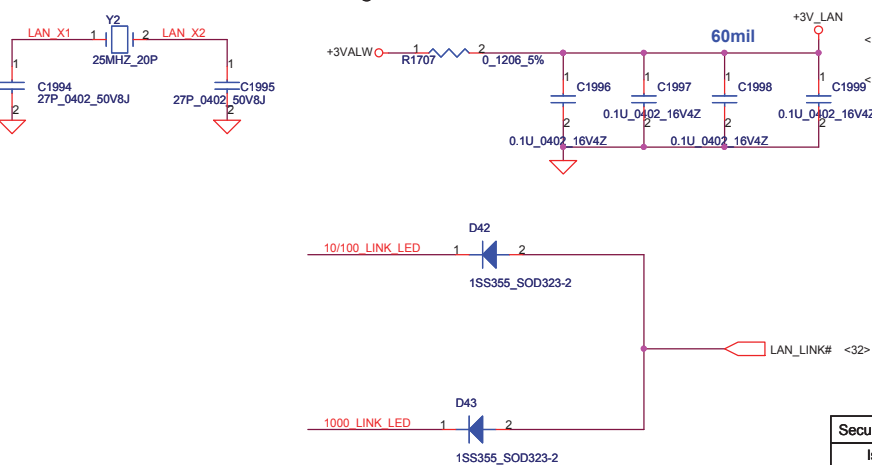 Y2
LAN_X1
1
2
LAN_X2
25MHZ_20P
1
C1994
27P_0402_50V8J
2
1
C1995
27P_0402_50V8J
2
+3V_LAN
60mil
+3VALW
1
2
R1707
0_1206_5%
1
C1996
2
0.1U_0402_16V4Z
1
C1997
0.1U_0402_16V4Z
2
1
C1998
2
0.1U_0402_16V4Z
1
C1999
0.1U_0402_16V4Z
2
<
<
D42
10/100_LINK_LED
1
2
1SS355_SOD323-2
LAN_LINK# <32>
D43
1000_LINK_LED
1
2
1SS355_SOD323-2
Secu